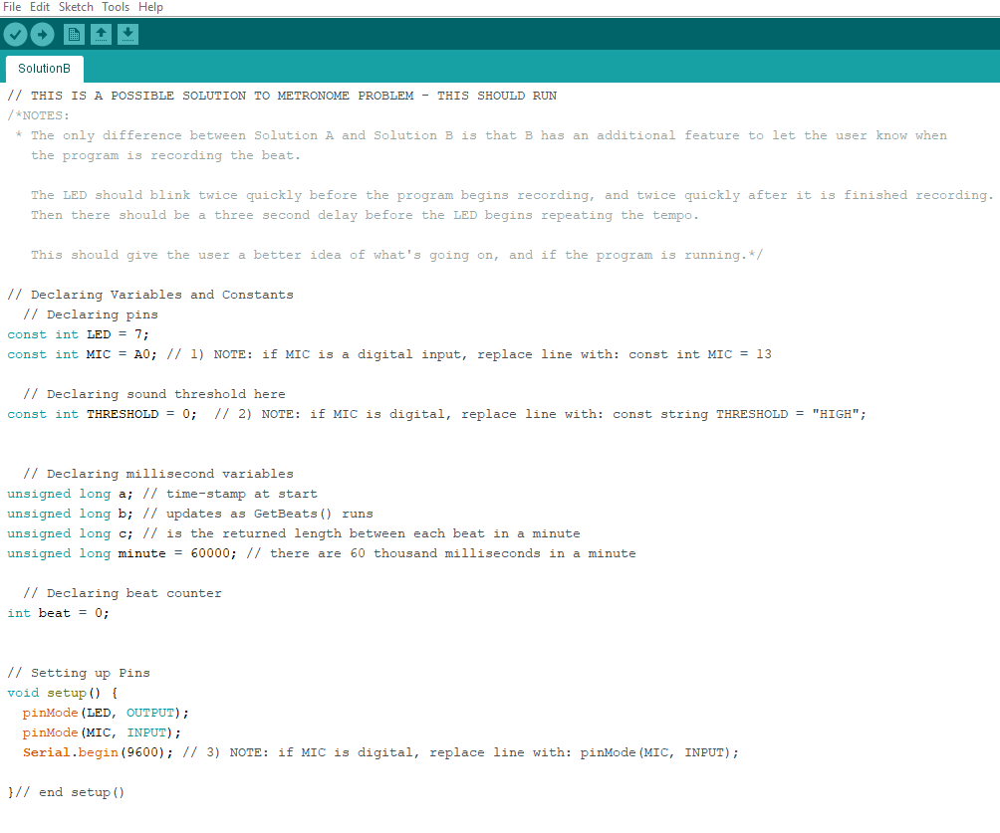 File Edit Sketch Tools Help
SolutionB
// THIS IS A POSSIBLE SOLUTION TO METRONOME PROBLEM - THIS SHOULD RUN
/*NOTES:
* The only difference between Solution A and Solution B is that B has an additional feature to let the user know when
the program is recording the beat.
The LED should blink twice quickly before the program begins recording, and twice quickly after it is finished recording.
Then there should be a three second delay before the LED begins repeating the tempo.
This should give the user a better idea of what's going on, and if the program is running.*/
// Declaring Variables and Constants
// Declaring pins
const int LED = 7;
const int MIC = A0; // 1) NOTE: if MIC is a digital input, replace line with: const int MIC = 13
// Declaring sound threshold here
const int THRESHOLD = 0; // 2) NOTE: if MIC is digital, replace line with: const string THRESHOLD = "HIGH";
// Declaring millisecond variables
unsigned long a; // time-stamp at start
unsigned long b; // updates as GetBeats() runs
unsigned long c; // is the returned length between each beat in a minute
unsigned long minute = 60000; // there are 60 thousand milliseconds in a minute
// Declaring beat counter
int beat = 0;
// Setting up Pins
void setup() {
pinMode(LED, OUTPUT);
pinMode(MIC, INPUT);
Serial.begin(9600); // 3) NOTE: if MIC is digital, replace line with: pinMode(MIC, INPUT);
}// end setup()